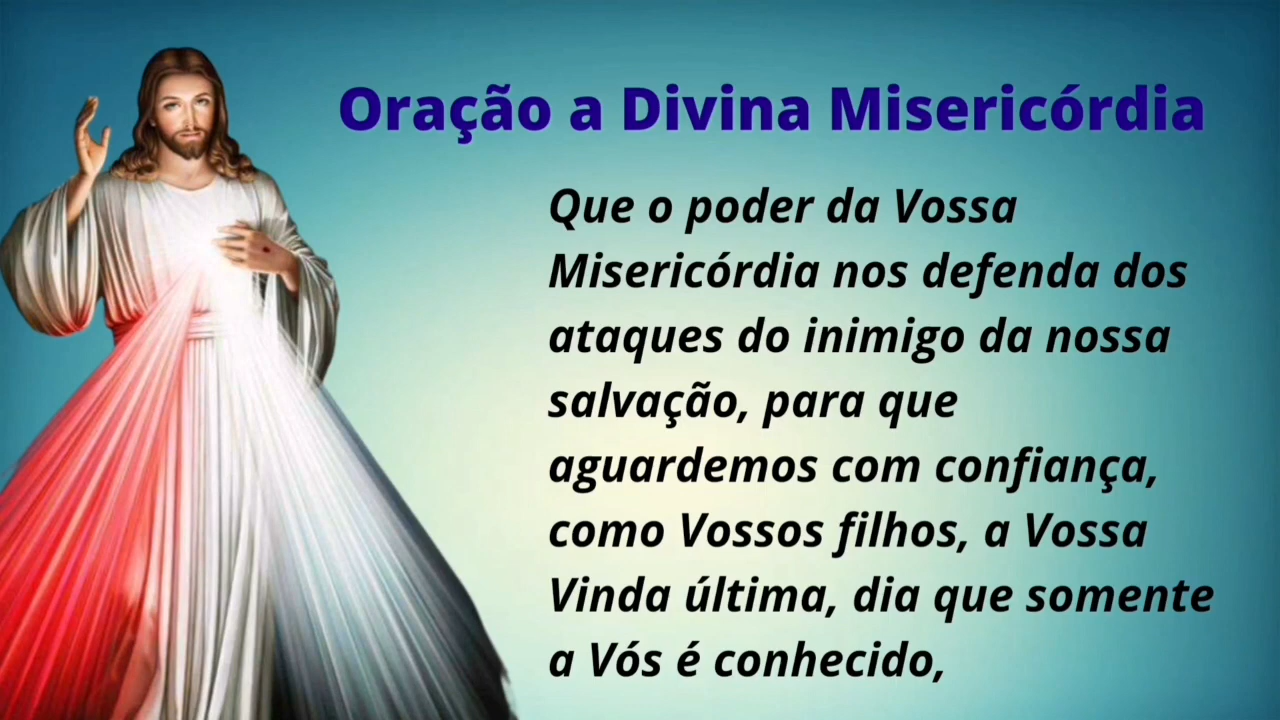 Oração a Divina Misericórdia
Que o poder da Vossa
Misericórdia nos defenda dos
ataques do inimigo da nossa
salvação, para que
aguardemos com confiança,
como Vossos filhos, a Vossa
Vinda última, dia que somente
a Vós é conhecido,